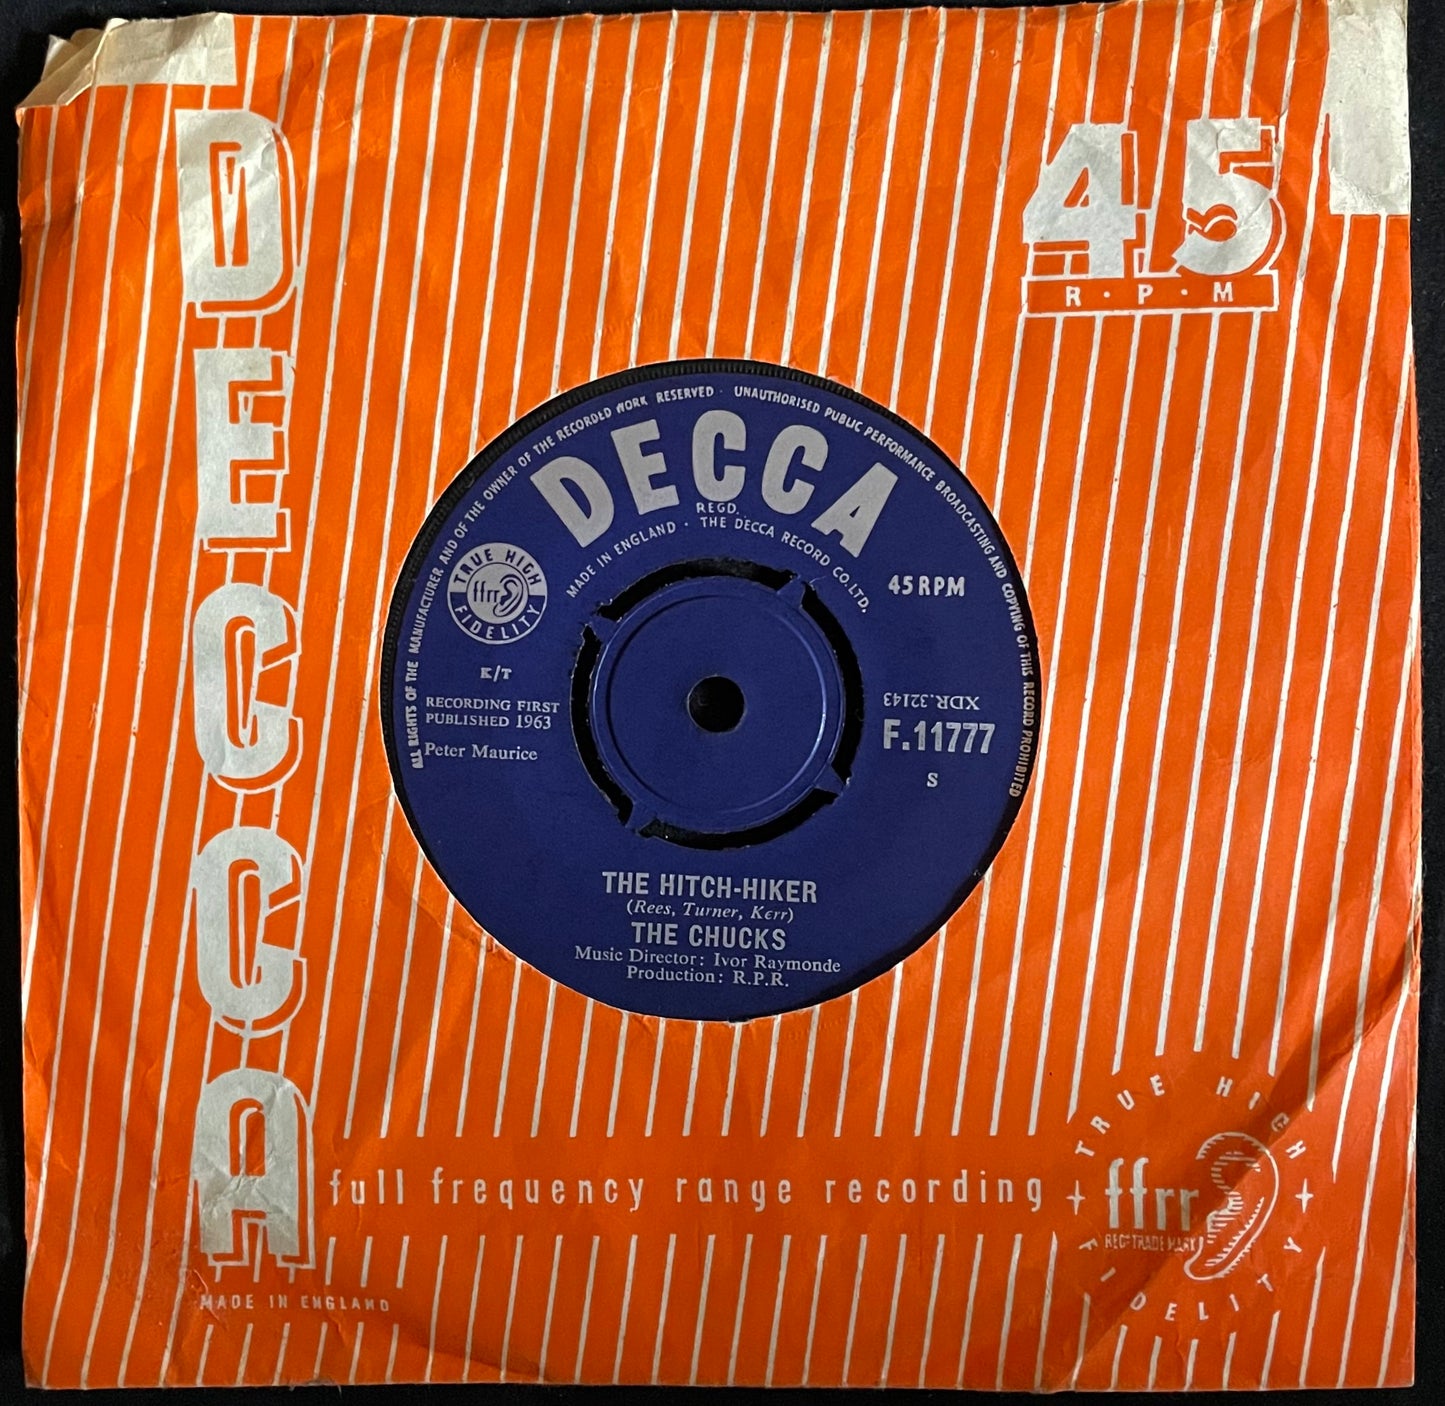 DECCA
45
R·P·M
ALL RIGHTS OF THE MANUFACTURER AND OF THE OWNER OF THE RECORDED WORK RESERVED · UNAUTHORISED PUBLIC PERFORMANCE BROADCASTING AND COPYING OF THIS RECORD PROHIBITED
DECCA
REGD.
MADE IN ENGLAND · THE DECCA RECORD CO. LTD.
TRUE HIGH
ffrr
FIDELITY
45 RPM
K/T
RECORDING FIRST
PUBLISHED 1963
Peter Maurice
XDR.32143
F.11777
S
THE HITCH-HIKER
(Rees, Turner, Kerr)
THE CHUCKS
Music Director: Ivor Raymonde
Production: R.P.R.
full frequency range recording
TRUE HIGH
ffrr
REGD TRADE MARK
FIDELITY
MADE IN ENGLAND